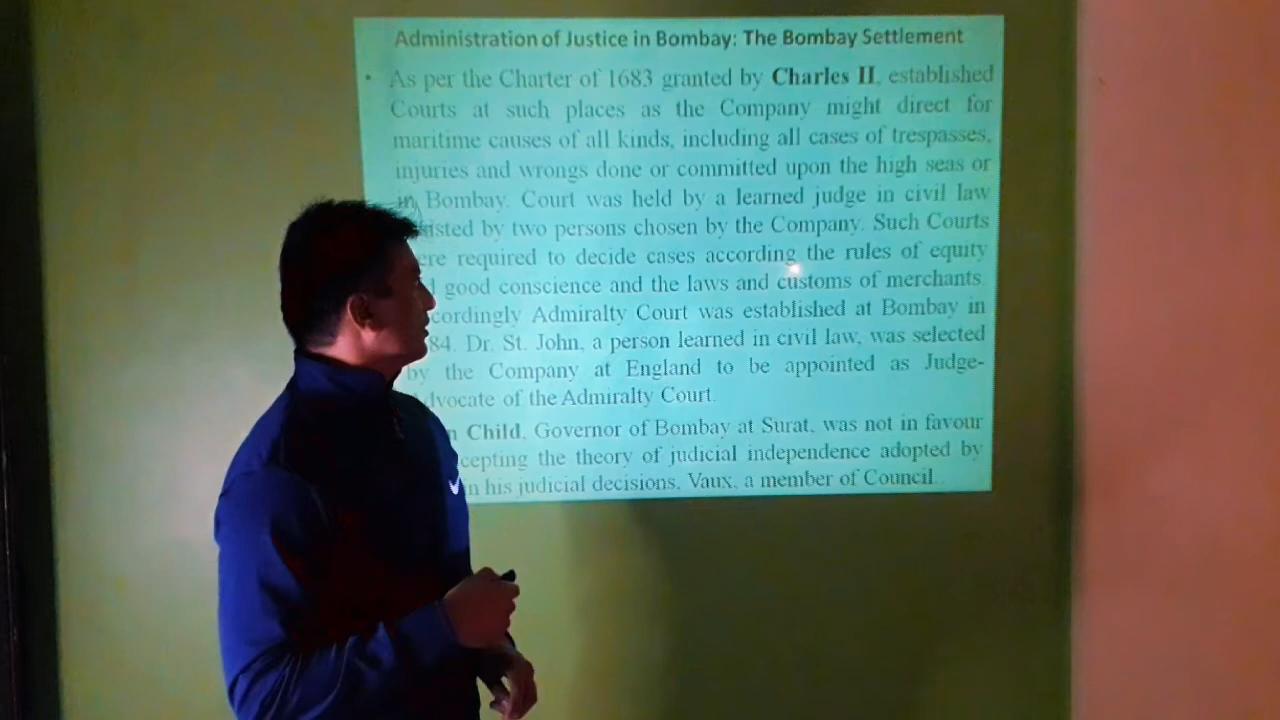 Administration of Justice in Bombay: The Bombay Settlement
• As per the Charter of 1683 granted by Charles II, established
Courts at such places as the Company might direct for
maritime causes of all kinds, including all cases of trespasses,
injuries and wrongs done or committed upon the high seas or
in Bombay. Court was held by a learned judge in civil law
sisted by two persons chosen by the Company. Such Courts
ere required to decide cases according the rules of equity
good conscience and the laws and customs of merchants.
cordingly Admiralty Court was established at Bombay in
84. Dr. St. John, a person learned in civil law, was selected
by the Company at England to be appointed as Judge-
dvocate of the Admiralty Court.
n Child, Governor of Bombay at Surat, was not in favour
cepting the theory of judicial independence adopted by
n his judicial decisions. Vaux, a member of Council